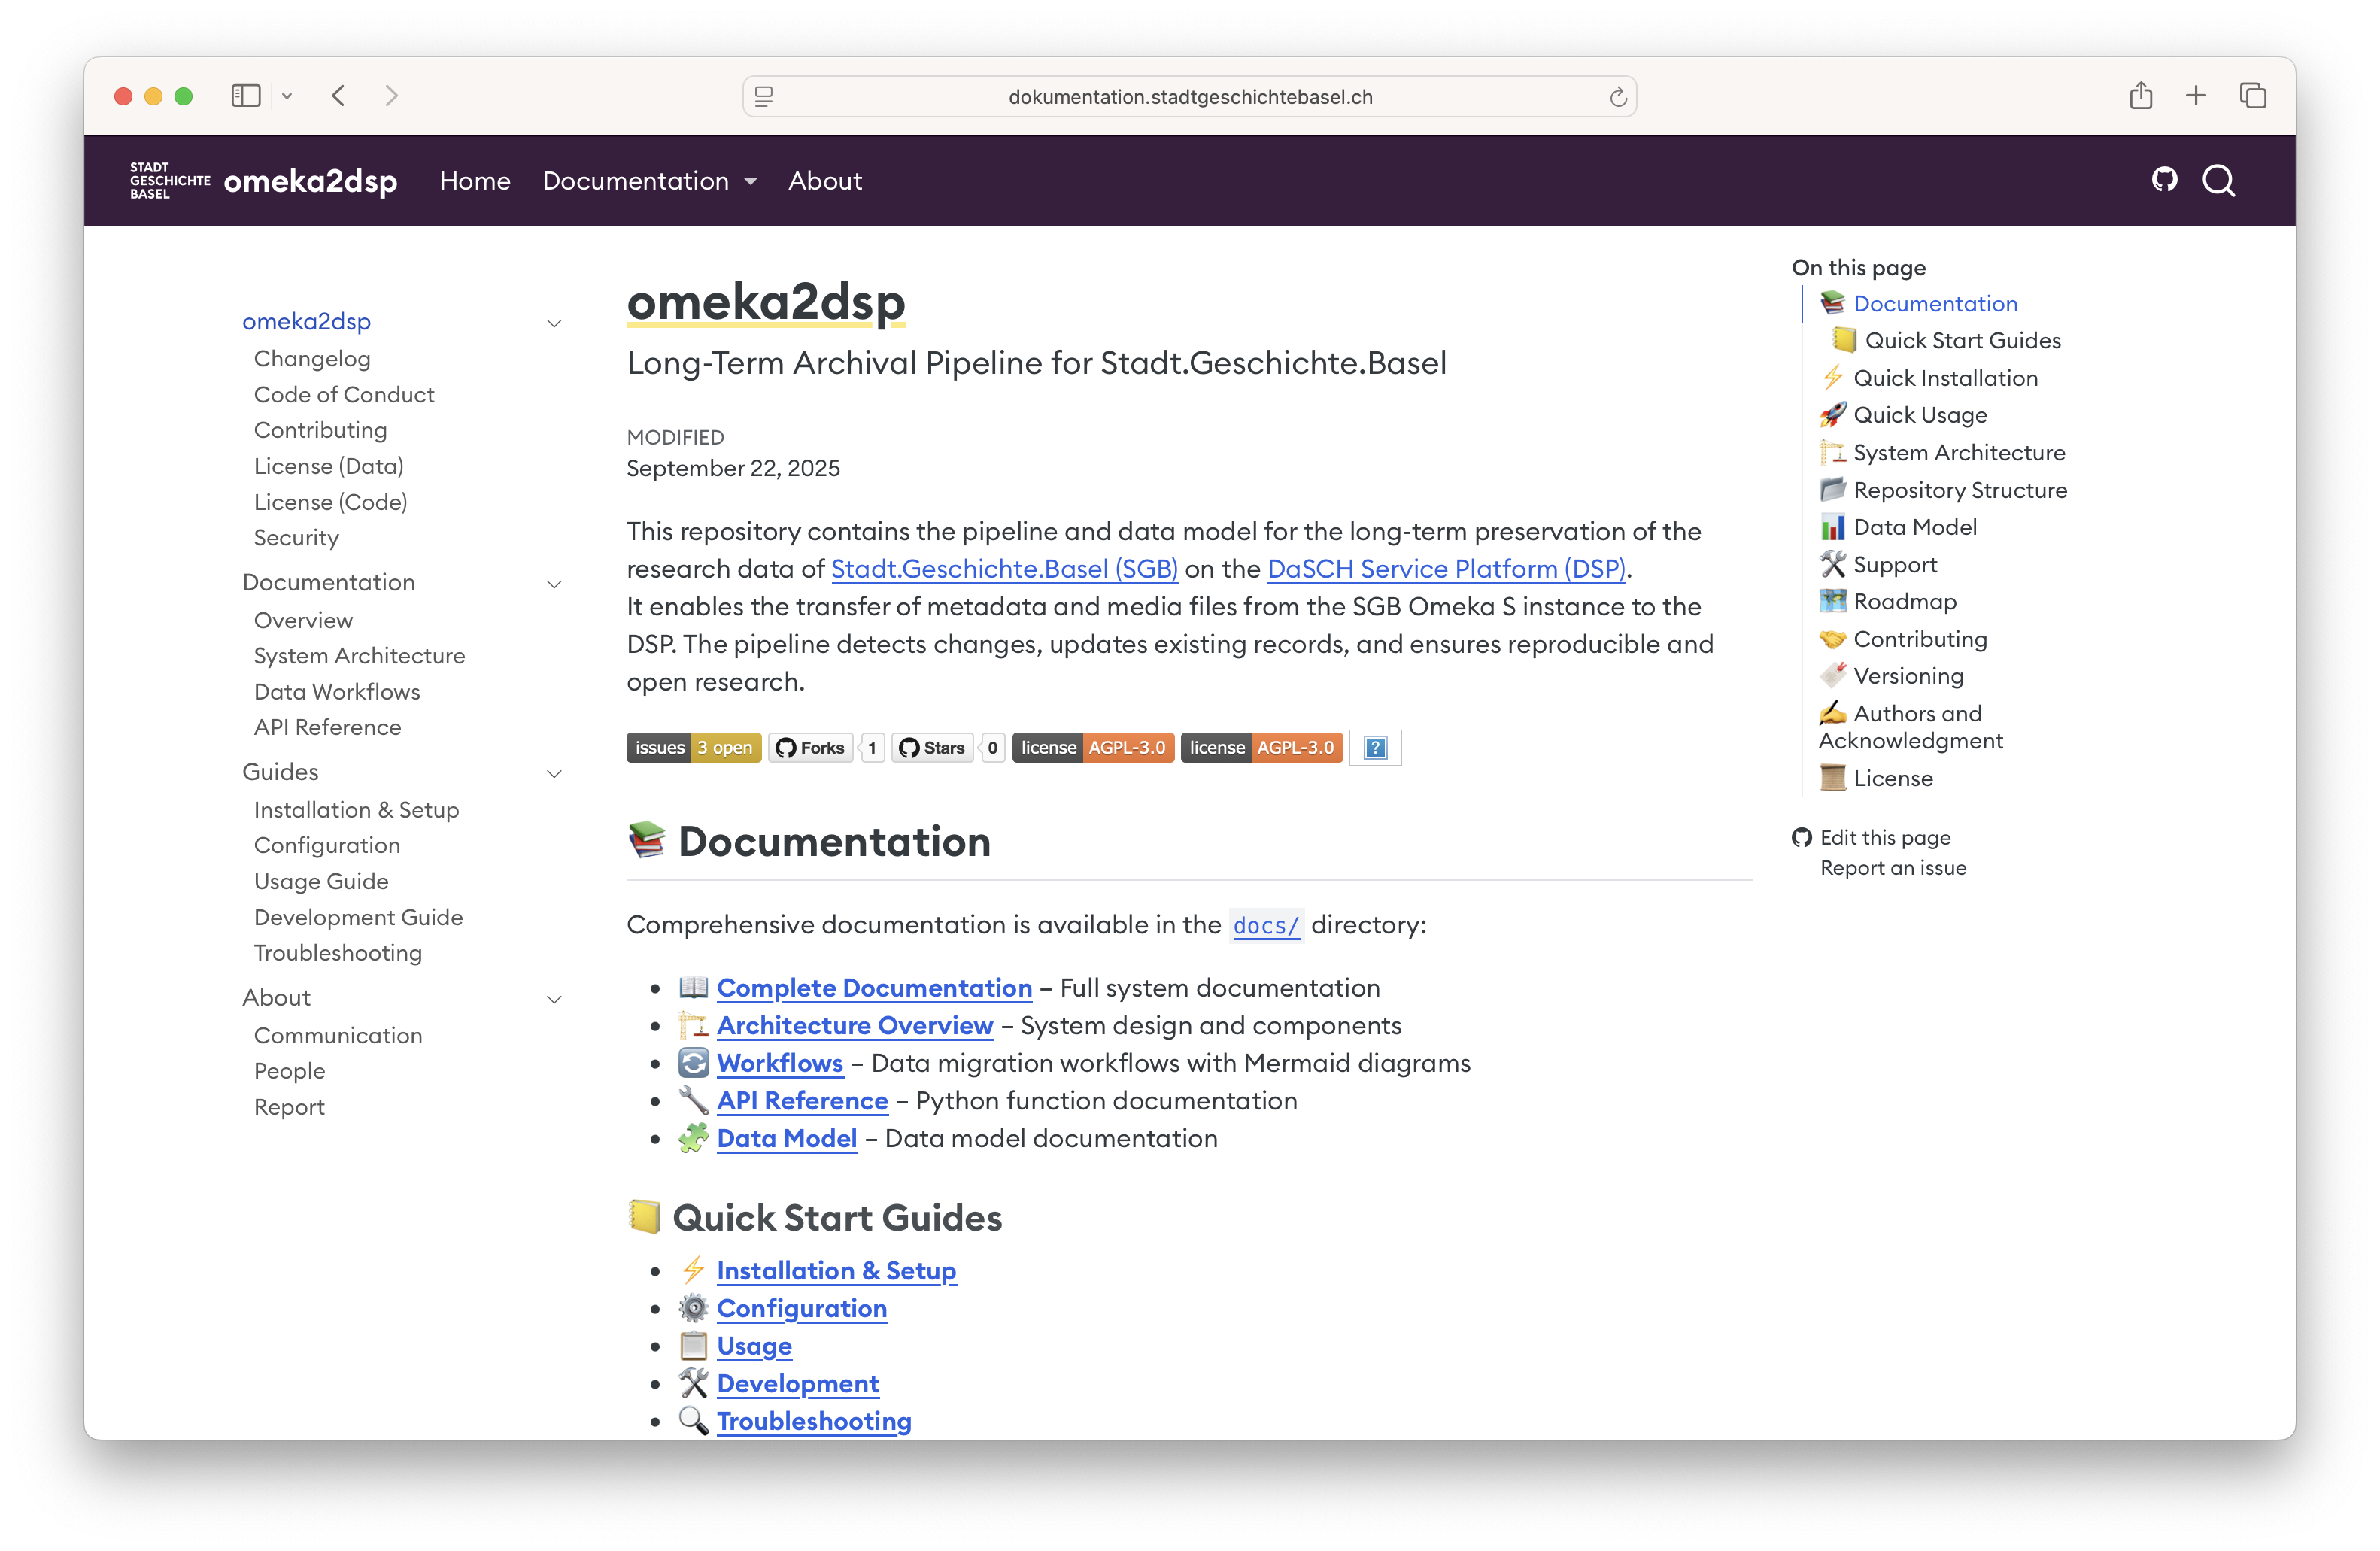 dokumentation.stadtgeschichtebasel.ch
STADT
GESCHICHTE
BASEL
omeka2dsp
Home
Documentation
About
omeka2dsp
Changelog
Code of Conduct
Contributing
License (Data)
License (Code)
Security
Documentation
Overview
System Architecture
Data Workflows
API Reference
Guides
Installation & Setup
Configuration
Usage Guide
Development Guide
Troubleshooting
About
Communication
People
Report
omeka2dsp
Long-Term Archival Pipeline for Stadt.Geschichte.Basel
MODIFIED
September 22, 2025
This repository contains the pipeline and data model for the long-term preservation of the
research data of Stadt.Geschichte.Basel (SGB) on the DaSCH Service Platform (DSP).
It enables the transfer of metadata and media files from the SGB Omeka S instance to the
DSP. The pipeline detects changes, updates existing records, and ensures reproducible and
open research.
issues 3 open Forks 1 Stars 0 license AGPL-3.0 license AGPL-3.0 ?
📚 Documentation
Comprehensive documentation is available in the docs/ directory:
• 📖 Complete Documentation – Full system documentation
• 🏗️ Architecture Overview – System design and components
• 🔄 Workflows – Data migration workflows with Mermaid diagrams
• 🔧 API Reference – Python function documentation
• 🧩 Data Model – Data model documentation
📒 Quick Start Guides
• ⚡ Installation & Setup
• ⚙️ Configuration
• 📋 Usage
• 🛠️ Development
• 🔍 Troubleshooting
On this page
📚 Documentation
📒 Quick Start Guides
⚡ Quick Installation
🚀 Quick Usage
🏗️ System Architecture
📁 Repository Structure
📊 Data Model
🛠️ Support
🗺️ Roadmap
🤝 Contributing
🏷️ Versioning
✍️ Authors and
Acknowledgment
📜 License
Edit this page
Report an issue